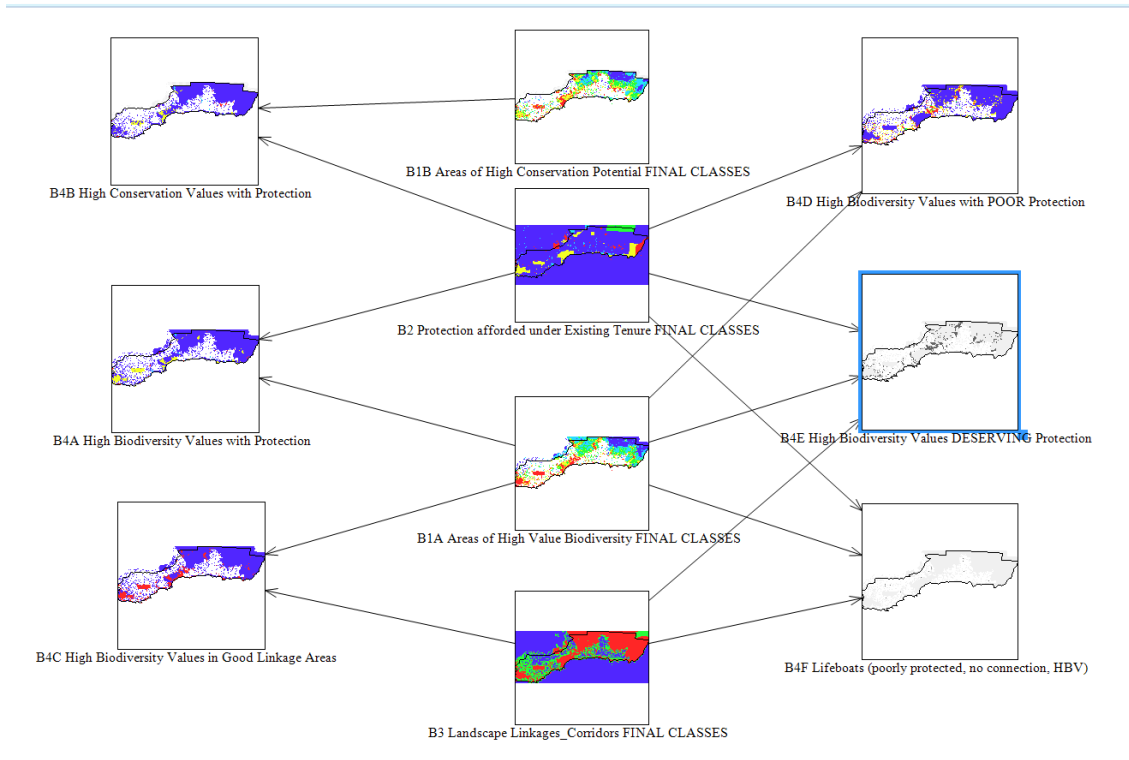 B1B Areas of High Conservation Potential FINAL CLASSES
B4B High Conservation Values with Protection
B4D High Biodiversity Values with POOR Protection
B2 Protection afforded under Existing Tenure FINAL CLASSES
B4A High Biodiversity Values with Protection
B4E High Biodiversity Values DESERVING Protection
B1A Areas of High Value Biodiversity FINAL CLASSES
B4C High Biodiversity Values in Good Linkage Areas
B4F Lifeboats (poorly protected, no connection, HBV)
B3 Landscape Linkages_Corridors FINAL CLASSES